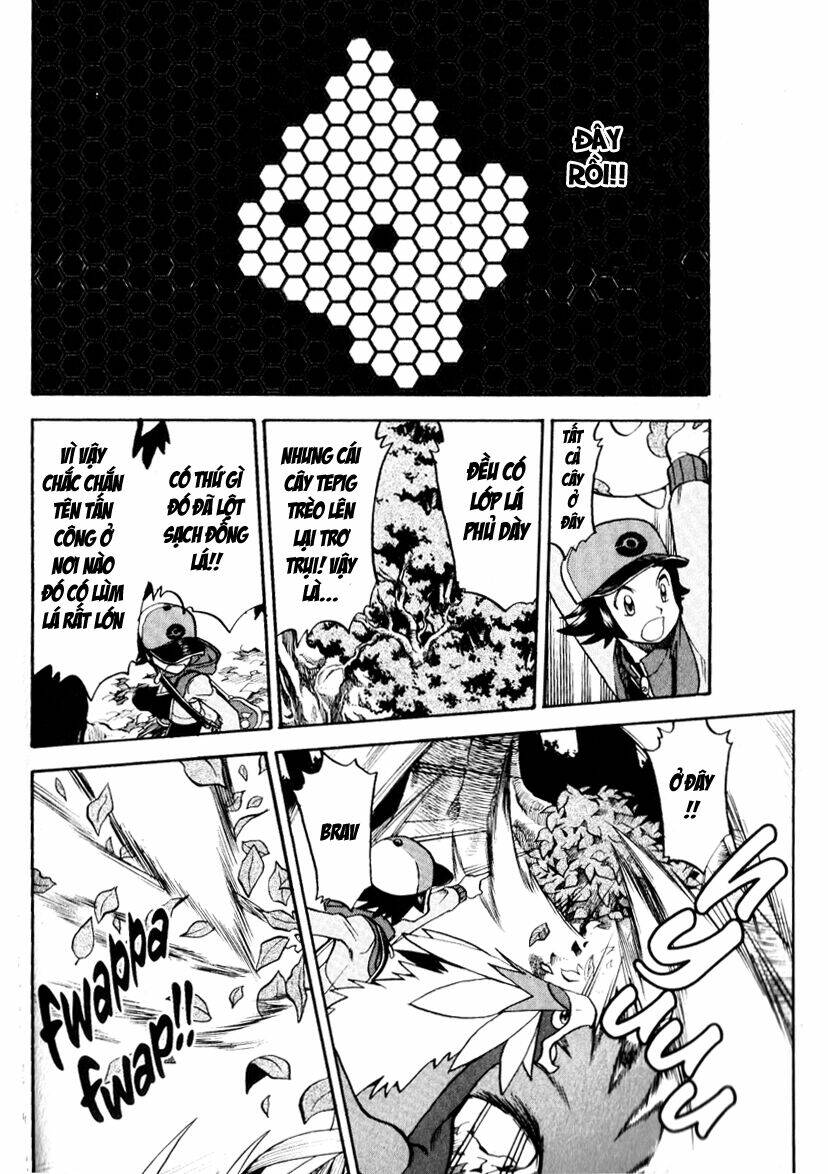 ĐÂY
RỒI!!
TẤT
CẢ
CÂY Ở
ĐÂY
ĐỀU CÓ
LỚP LÁ
PHỦ DÀY
NHƯNG CÁI
CÂY TEPIG
TRÈO LÊN
LẠI TRƠ
TRỤI! VẬY
LÀ...
CÓ THỨ GÌ
ĐÓ ĐÃ LỘT
SẠCH ĐỐNG
LÁ!!
VÌ VẬY
CHẮC CHẮN
TÊN TẤN
CÔNG Ở
NƠI NÀO
ĐÓ CÓ LÙM
LÁ RẤT LỚN
Ở ĐÂY
!!
BRAV
hyuuuu
fwappa
fwap!!